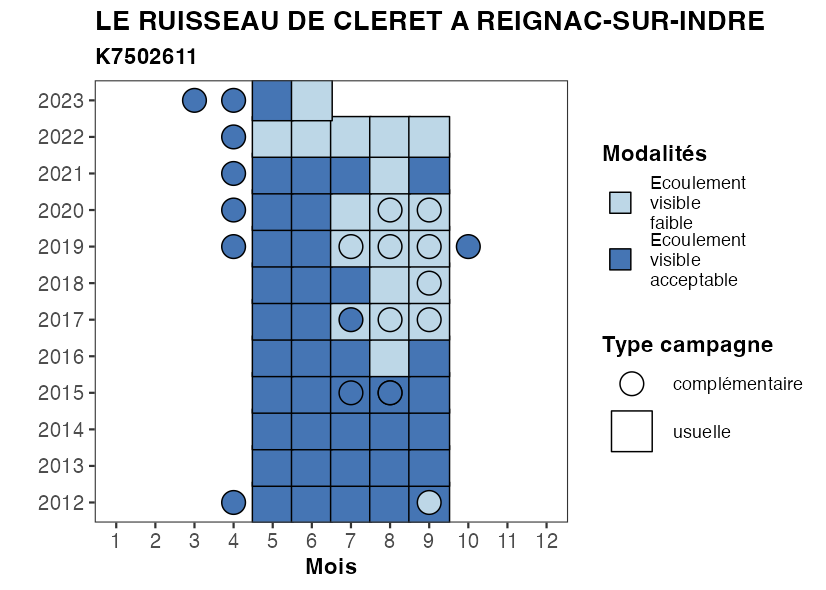 LE RUISSEAU DE CLERET A REIGNAC-SUR-INDRE
K7502611
2023
2022
2021
2020
2019
2018
2017
2016
2015
2014
2013
2012
1 2 3 4 5 6 7 8 9 10 11 12
Mois
Modalités
Ecoulement
visible
faible
Ecoulement
visible
acceptable
Type campagne
complémentaire
usuelle